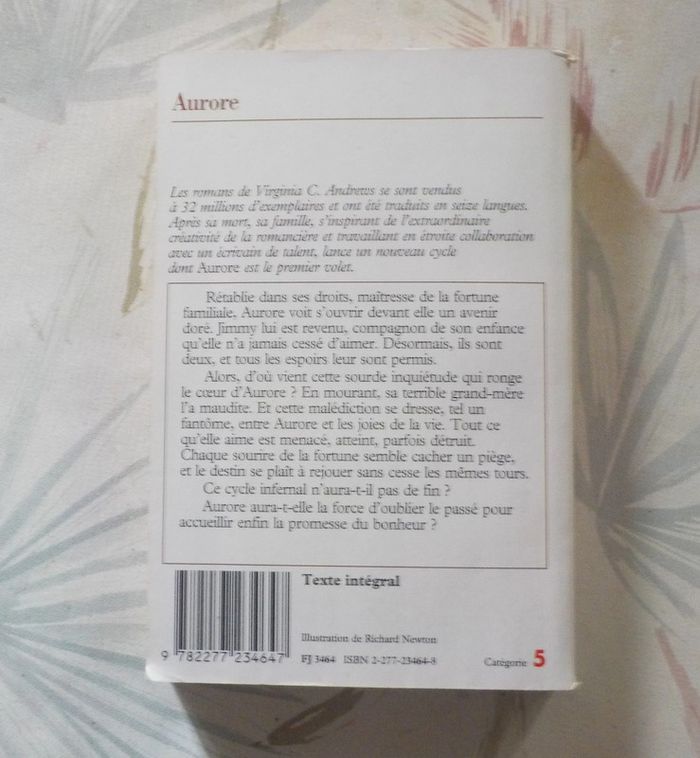 Aurore
Les romans de Virginia C. Andrews se sont vendus
à 32 millions d'exemplaires et ont été traduits en seize langues.
Après sa mort, sa famille, s'inspirant de l'extraordinaire
créativité de la romancière et travaillant en étroite collaboration
avec un écrivain de talent, lance un nouveau cycle
dont Aurore est le premier volet.
Rétablie dans ses droits, maîtresse de la fortune
familiale, Aurore voit s'ouvrir devant elle un avenir
doré. Jimmy lui est revenu, compagnon de son enfance
qu'elle n'a jamais cessé d'aimer. Désormais, ils sont
deux, et tous les espoirs leur sont permis.
Alors, d'où vient cette sourde inquiétude qui ronge
le cœur d'Aurore ? En mourant, sa terrible grand-mère
l'a maudite. Et cette malédiction se dresse, tel un
fantôme, entre Aurore et les joies de la vie. Tout ce
qu'elle aime est menacé, atteint, parfois détruit.
Chaque sourire de la fortune semble cacher un piège,
et le destin se plaît à rejouer sans cesse les mêmes tours.
Ce cycle infernal n'aura-t-il pas de fin ?
Aurore aura-t-elle la force d'oublier le passé pour
accueillir enfin la promesse du bonheur ?
Texte intégral
Illustration de Richard Newton
9 782277 234647
FJ 3464 ISBN 2-277-23464-8
Catégorie 5